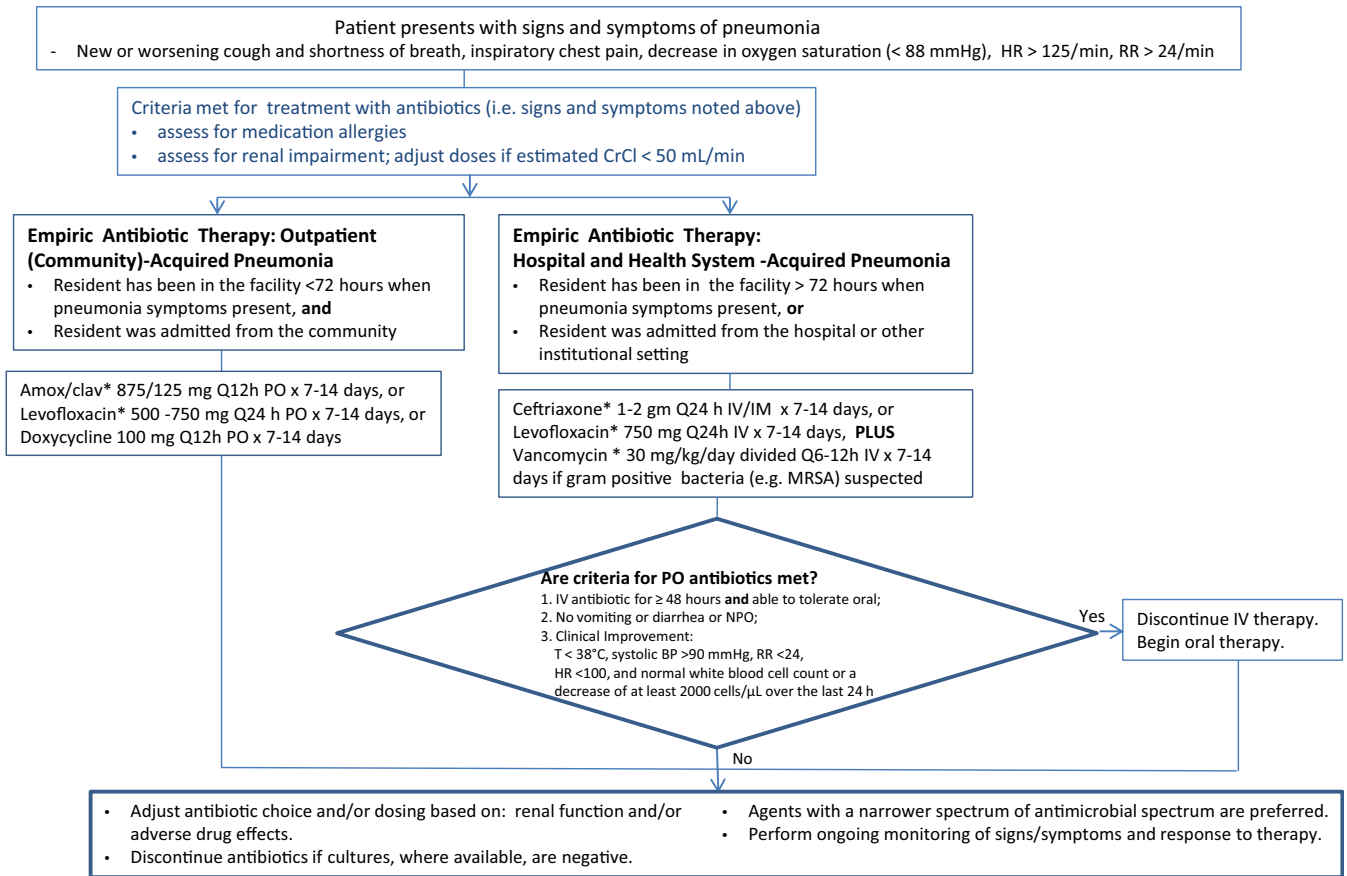 Patient presents with signs and symptoms of pneumonia
- New or worsening cough and shortness of breath, inspiratory chest pain, decrease in oxygen saturation (< 88 mmHg), HR > 125/min, RR > 24/min
Criteria met for treatment with antibiotics (i.e. signs and symptoms noted above)
• assess for medication allergies
• assess for renal impairment; adjust doses if estimated CrCl < 50 mL/min
Empiric Antibiotic Therapy: Outpatient
(Community)-Acquired Pneumonia
• Resident has been in the facility <72 hours when
pneumonia symptoms present, and
• Resident was admitted from the community
Amox/clav* 875/125 mg Q12h PO x 7-14 days, or
Levofloxacin* 500 -750 mg Q24 h PO x 7-14 days, or
Doxycycline 100 mg Q12h PO x 7-14 days
Empiric Antibiotic Therapy:
Hospital and Health System -Acquired Pneumonia
• Resident has been in the facility > 72 hours when
pneumonia symptoms present, or
• Resident was admitted from the hospital or other
institutional setting
Ceftriaxone* 1-2 gm Q24 h IV/IM x 7-14 days, or
Levofloxacin* 750 mg Q24h IV x 7-14 days, PLUS
Vancomycin * 30 mg/kg/day divided Q6-12h IV x 7-14
days if gram positive bacteria (e.g. MRSA) suspected
Are criteria for PO antibiotics met?
1. IV antibiotic for ≥ 48 hours and able to tolerate oral;
2. No vomiting or diarrhea or NPO;
3. Clinical Improvement:
T < 38°C, systolic BP >90 mmHg, RR <24,
HR <100, and normal white blood cell count or a
decrease of at least 2000 cells/µL over the last 24 h
Yes
Discontinue IV therapy.
Begin oral therapy.
No
• Adjust antibiotic choice and/or dosing based on: renal function and/or
adverse drug effects.
• Discontinue antibiotics if cultures, where available, are negative.
• Agents with a narrower spectrum of antimicrobial spectrum are preferred.
• Perform ongoing monitoring of signs/symptoms and response to therapy.